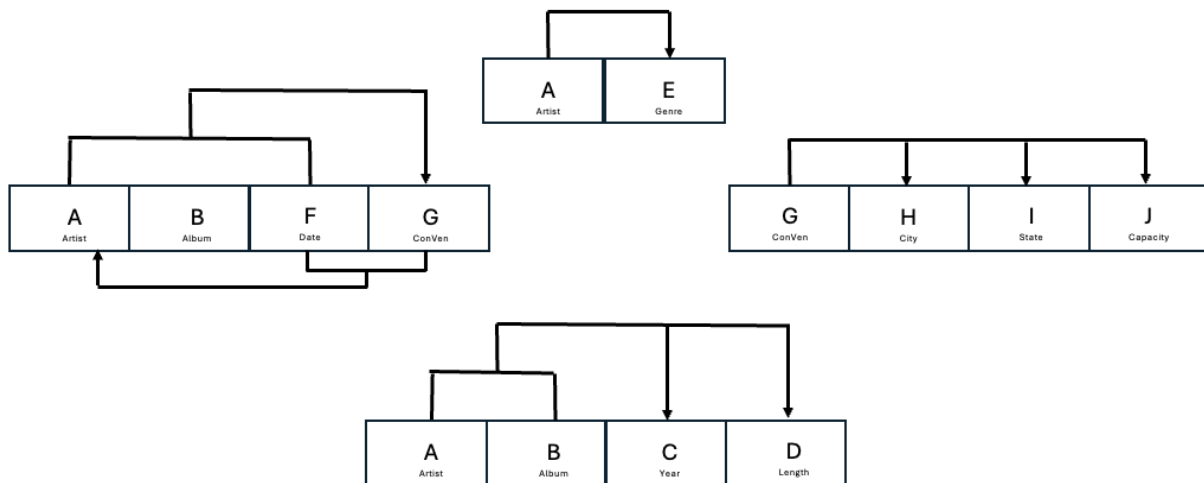 A E
Artist Genre
A B F G
Artist Album Date ConVen
G H I J
ConVen City State Capacity
A B C D
Artist Album Year Length